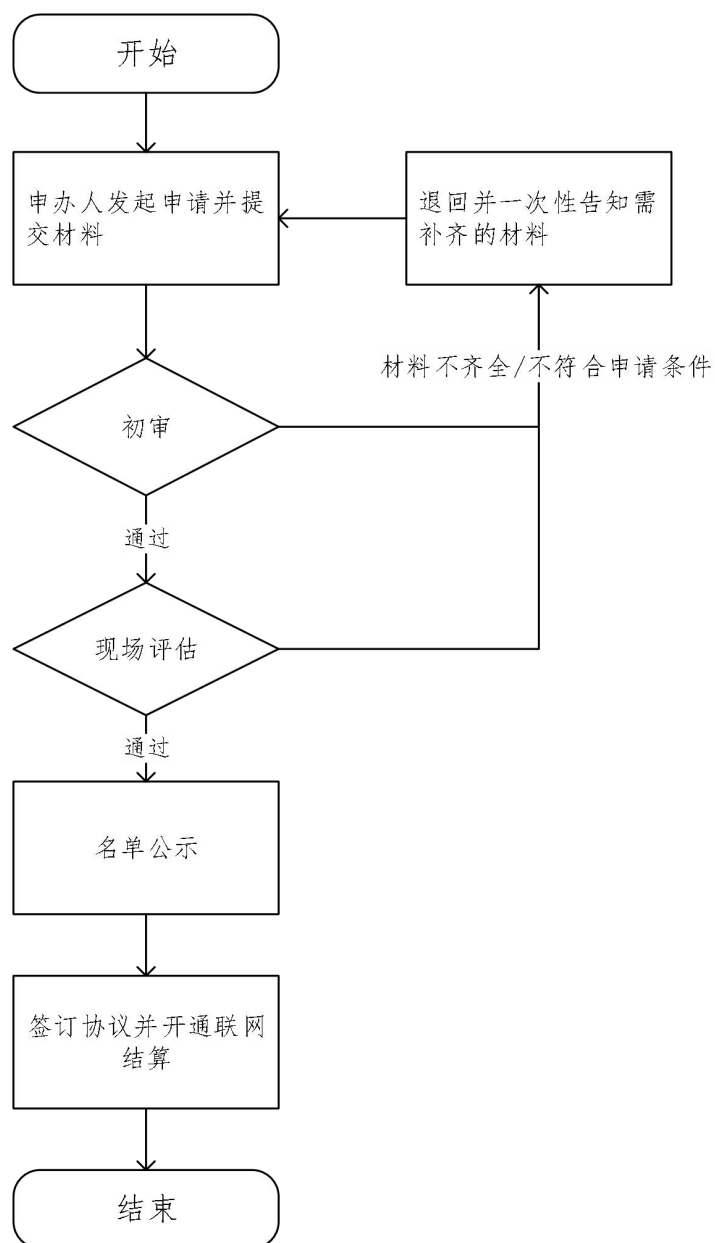 开始
申办人发起申请并提
交材料
退回并一次性告知需
补齐的材料
材料不齐全/不符合申请条件
初审
通过
现场评估
通过
名单公示
签订协议并开通联网
结算
结束